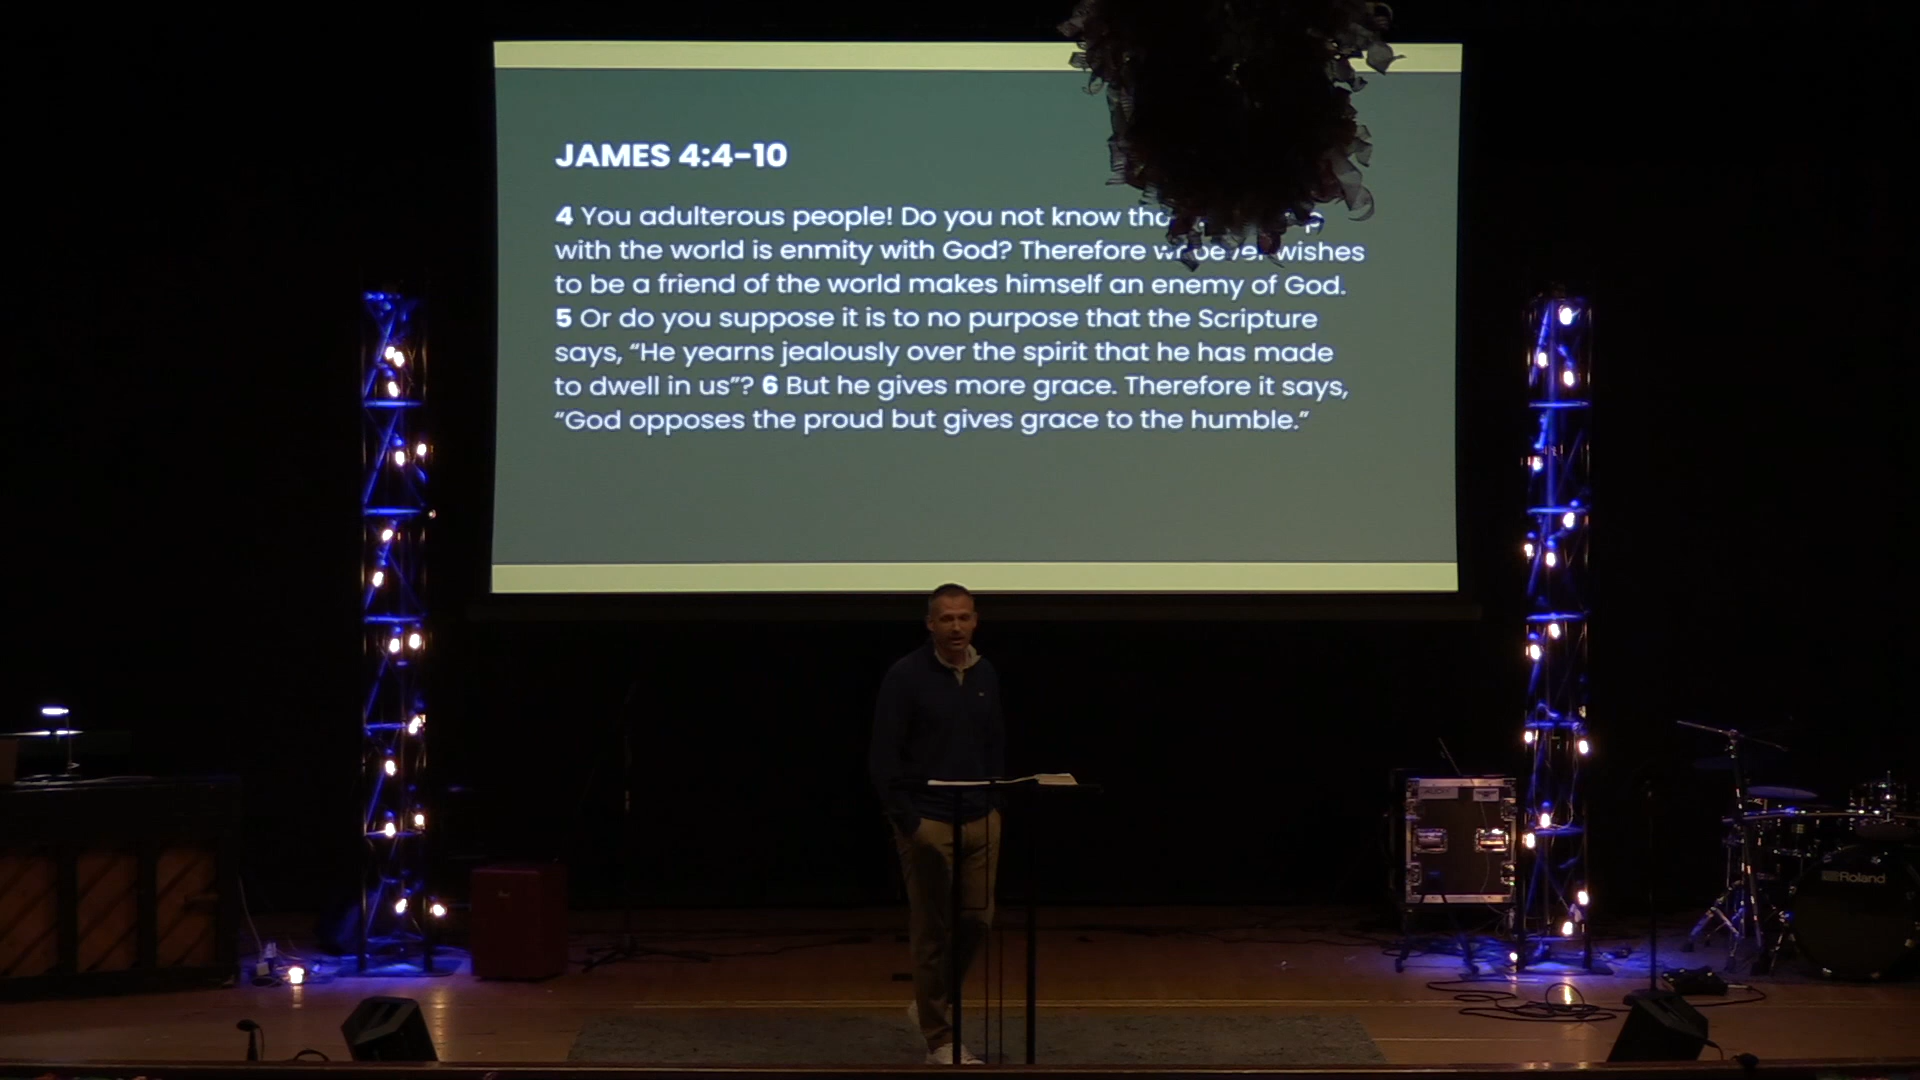 JAMES 4:4-10
4 You adulterous people! Do you not know
with the world is enmity with God? Therefore wishes
to be a friend of the world makes himself an enemy of God.
5 Or do you suppose it is to no purpose that the Scripture
says, “He yearns jealously over the spirit that he has made
to dwell in us”? 6 But he gives more grace. Therefore it says,
“God opposes the proud but gives grace to the humble.”
Roland